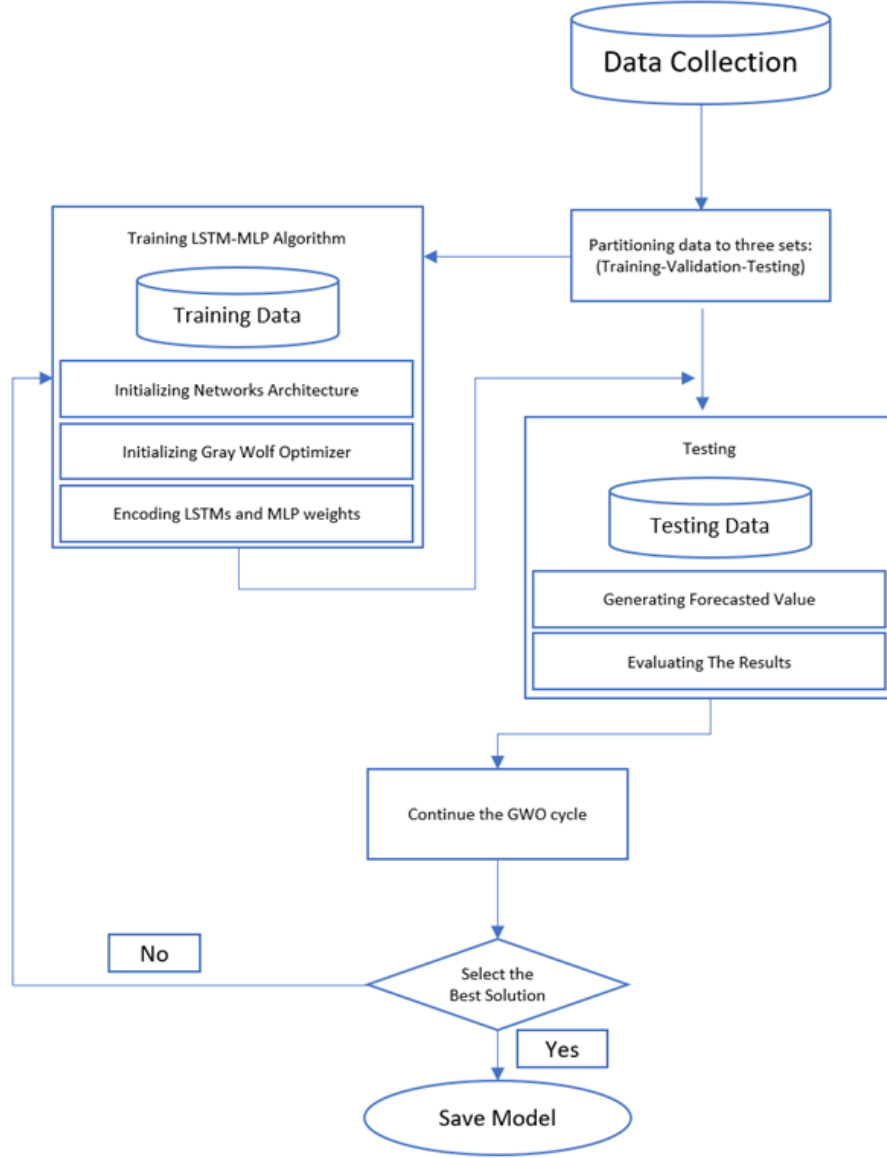 Data Collection
Partitioning data to three sets:
(Training-Validation-Testing)
Training LSTM-MLP Algorithm
Training Data
Initializing Networks Architecture
Initializing Gray Wolf Optimizer
Encoding LSTMs and MLP weights
Testing
Testing Data
Generating Forecasted Value
Evaluating The Results
Continue the GWO cycle
No
Select the
Best Solution
Yes
Save Model